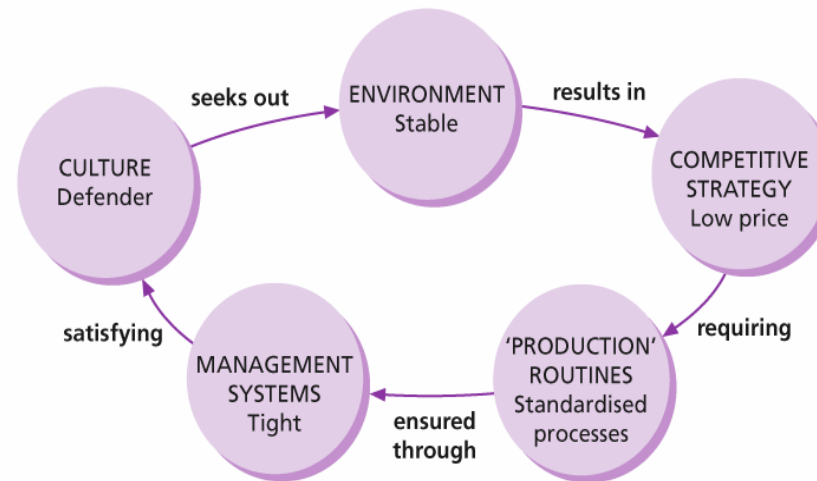 ENVIRONMENT
Stable
results in
COMPETITIVE
STRATEGY
Low price
requiring
‘PRODUCTION’
ROUTINES
Standardised
processes
ensured
through
MANAGEMENT
SYSTEMS
Tight
satisfying
CULTURE
Defender
seeks out